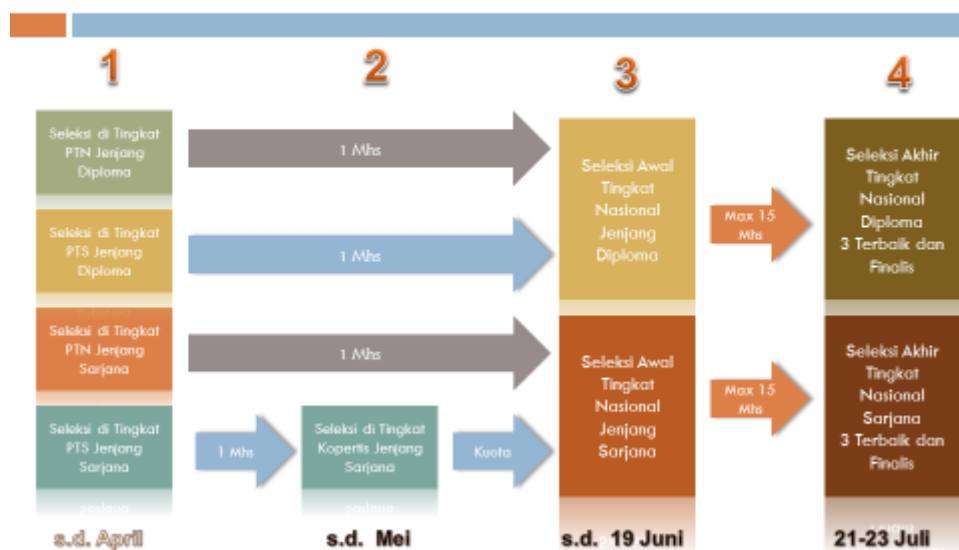 1
2
3
4
Seleksi di Tingkat
PTN Jenjang
Diploma
1 Mhs
Seleksi di Tingkat
PTS Jenjang
Diploma
1 Mhs
Seleksi Awal
Tingkat
Nasional
Jenjang
Diploma
Max 15
Mhs
Seleksi Akhir
Tingkat
Nasional
Diploma
3 Terbaik dan
Finalis
Seleksi di Tingkat
PTN Jenjang
Sarjana
1 Mhs
Seleksi di Tingkat
PTS Jenjang
Sarjana
1 Mhs
Seleksi di Tingkat
Kopertis Jenjang
Sarjana
Kuota
Seleksi Awal
Tingkat
Nasional
Jenjang
Sarjana
Max 15
Mhs
Seleksi Akhir
Tingkat
Nasional
Sarjana
3 Terbaik dan
Finalis
s.d. April
s.d. Mei
s.d. 19 Juni
21-23 Juli